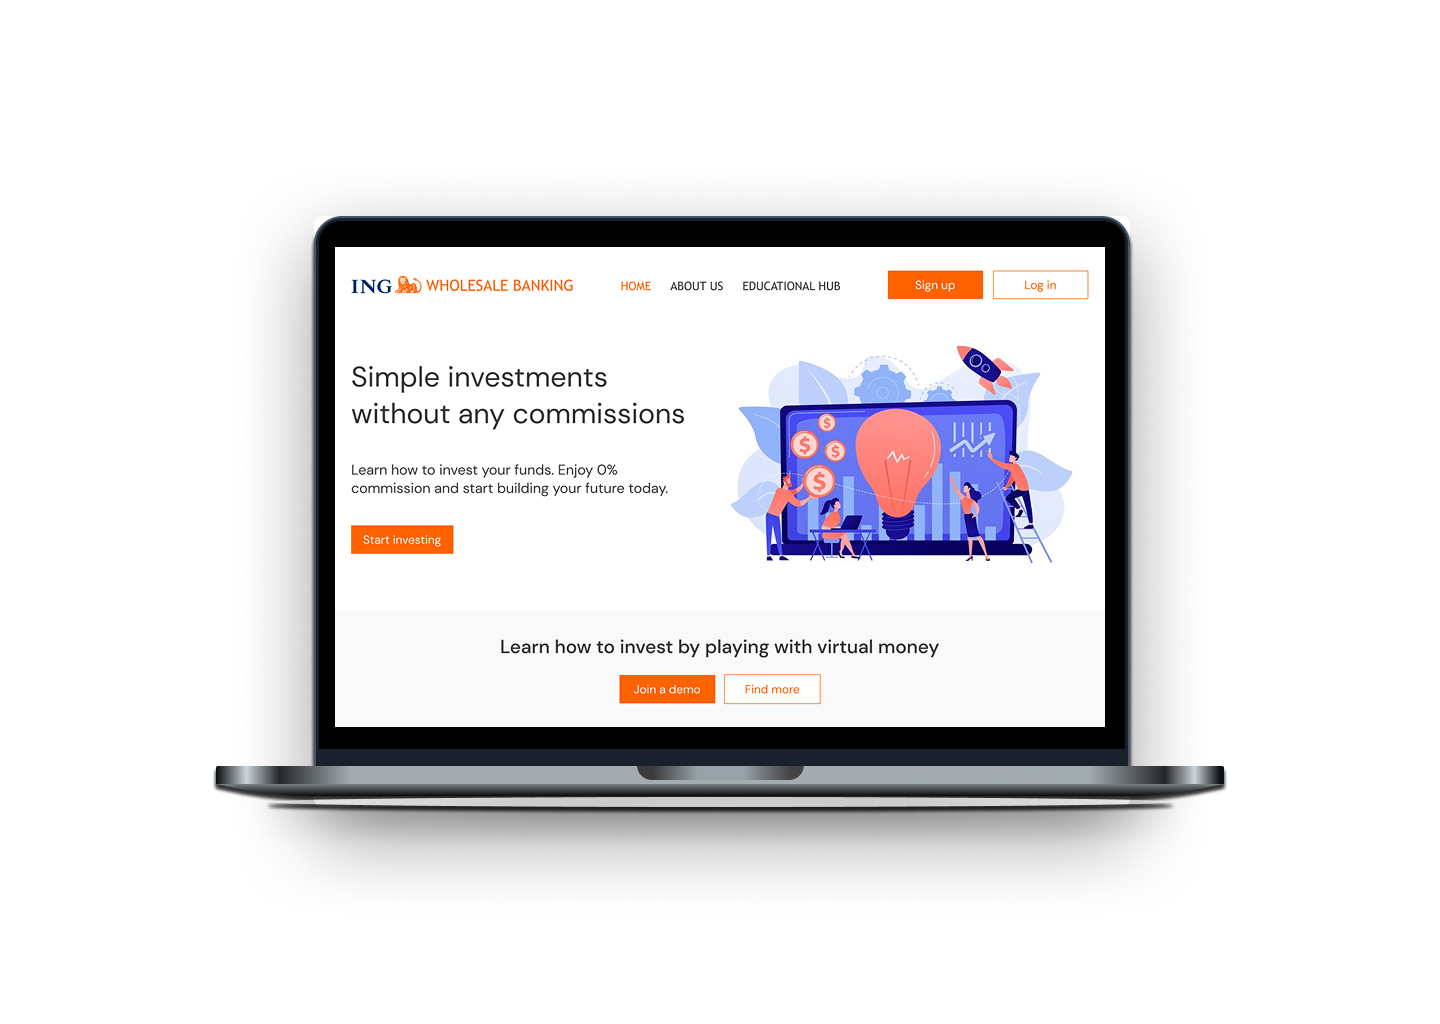 ING WHOLESALE BANKING
HOME ABOUT US EDUCATIONAL HUB
Sign up Log in
Simple investments
without any commissions
Learn how to invest your funds. Enjoy 0%
commission and start building your future today.
Start investing
$
$
$
$
Learn how to invest by playing with virtual money
Join a demo Find more